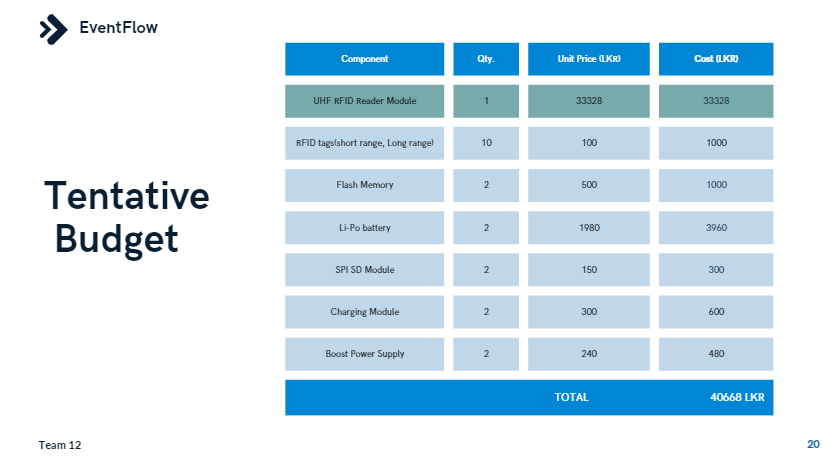 EventFlow
Tentative
Budget
Component Qty. Unit Price (LKR) Cost (LKR)
UHF RFID Reader Module 1 33328 33328
RFID tags(short range, Long range) 10 100 1000
Flash Memory 2 500 1000
Li-Po battery 2 1980 3960
SPI SD Module 2 150 300
Charging Module 2 300 600
Boost Power Supply 2 240 480
TOTAL 40668 LKR
Team 12
20